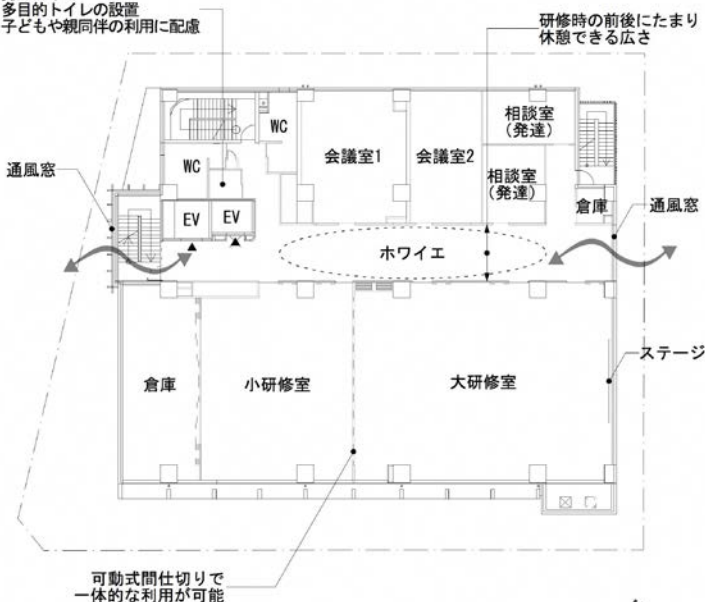 多目的トイレの設置
子どもや親同伴の利用に配慮
研修時の前後にたまり
休憩できる広さ
WC
会議室1
会議室2
相談室
(発達)
WC
相談室
(発達)
通風窓
EV
EV
倉庫
通風窓
ホワイエ
ステージ
倉庫
小研修室
大研修室
可動式間仕切りで
一体的な利用が可能